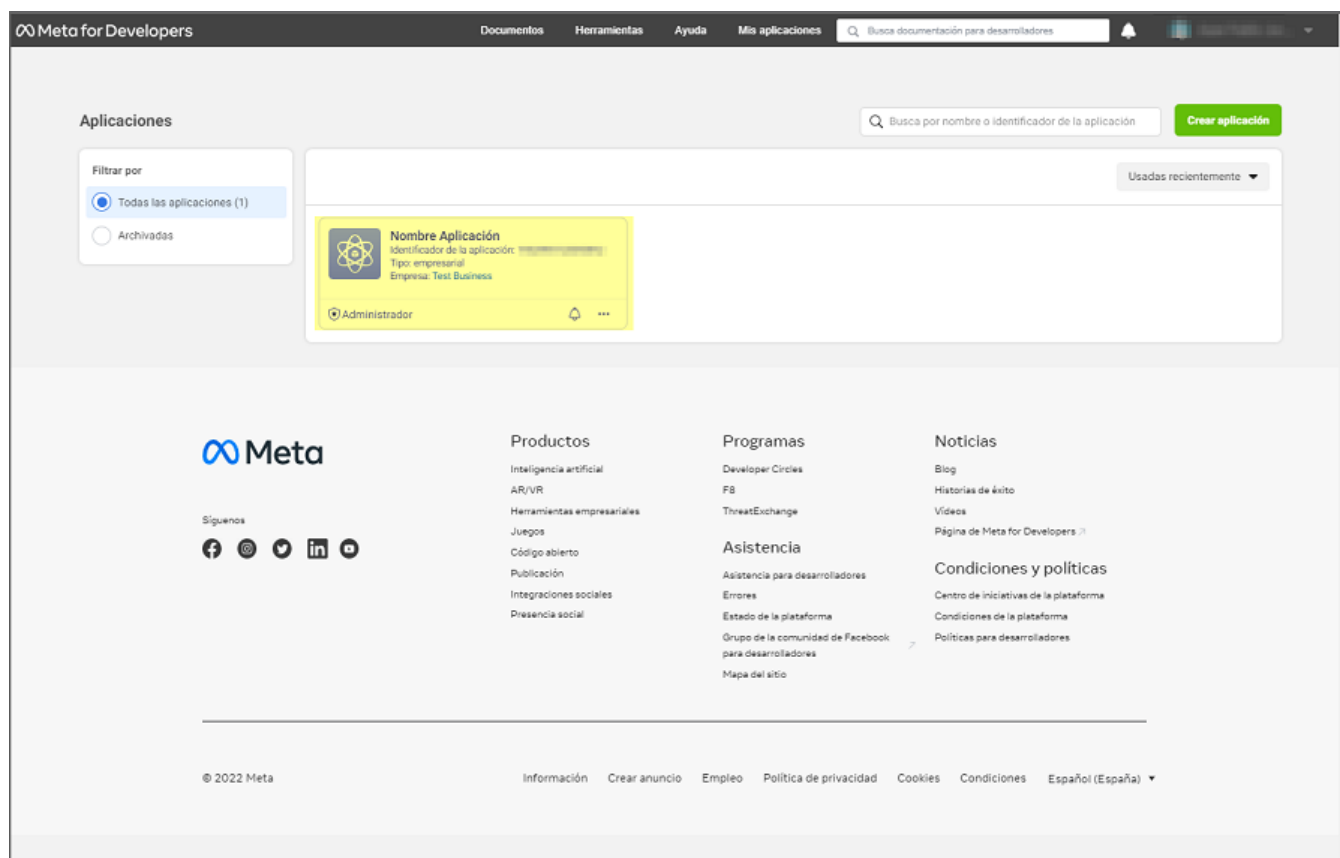 Meta for Developers
Documentos Herramientas Ayuda Mis aplicaciones Busca documentación para desarrolladores
Aplicaciones
Busca por nombre o identificador de la aplicación
Crear aplicación
Filtrar por
Todas las aplicaciones (1)
Archivadas
Usadas recientemente
Nombre Aplicación
Identificador de la aplicación:
Tipo: empresarial
Empresa: Test Business
Administrador
Meta
Síguenos
Productos
Inteligencia artificial
AR/VR
Herramientas empresariales
Juegos
Código abierto
Publicación
Integraciones sociales
Presencia social
Programas
Developer Circles
F8
ThreatExchange
Asistencia
Asistencia para desarrolladores
Errores
Estado de la plataforma
Grupo de la comunidad de Facebook
para desarrolladores
Mapa del sitio
Noticias
Blog
Historias de éxito
Vídeos
Página de Meta for Developers
Condiciones y políticas
Centro de iniciativas de la plataforma
Condiciones de la plataforma
Políticas para desarrolladores
© 2022 Meta
Información Crear anuncio Empleo Política de privacidad Cookies Condiciones Español (España)